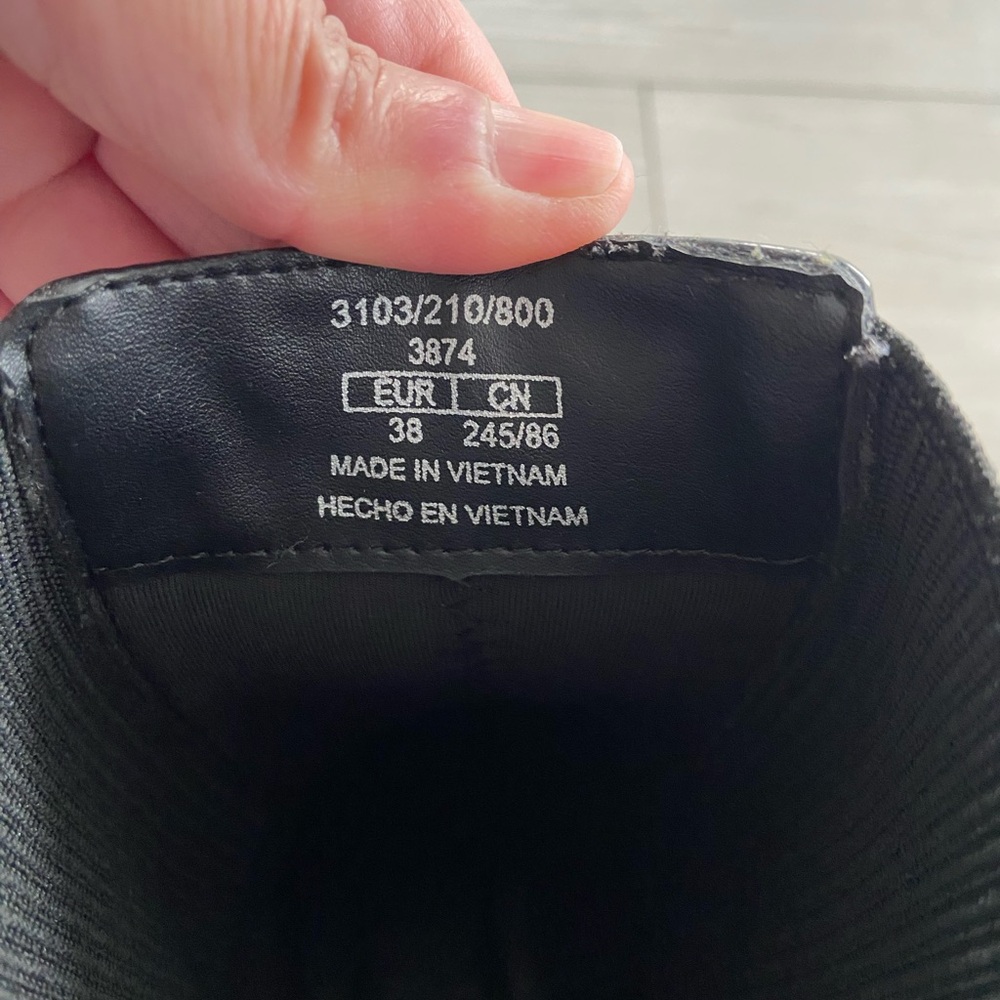 3103/210/800
3874
EUR CN
38 245/86
MADE IN VIETNAM
HECHO EN VIETNAM